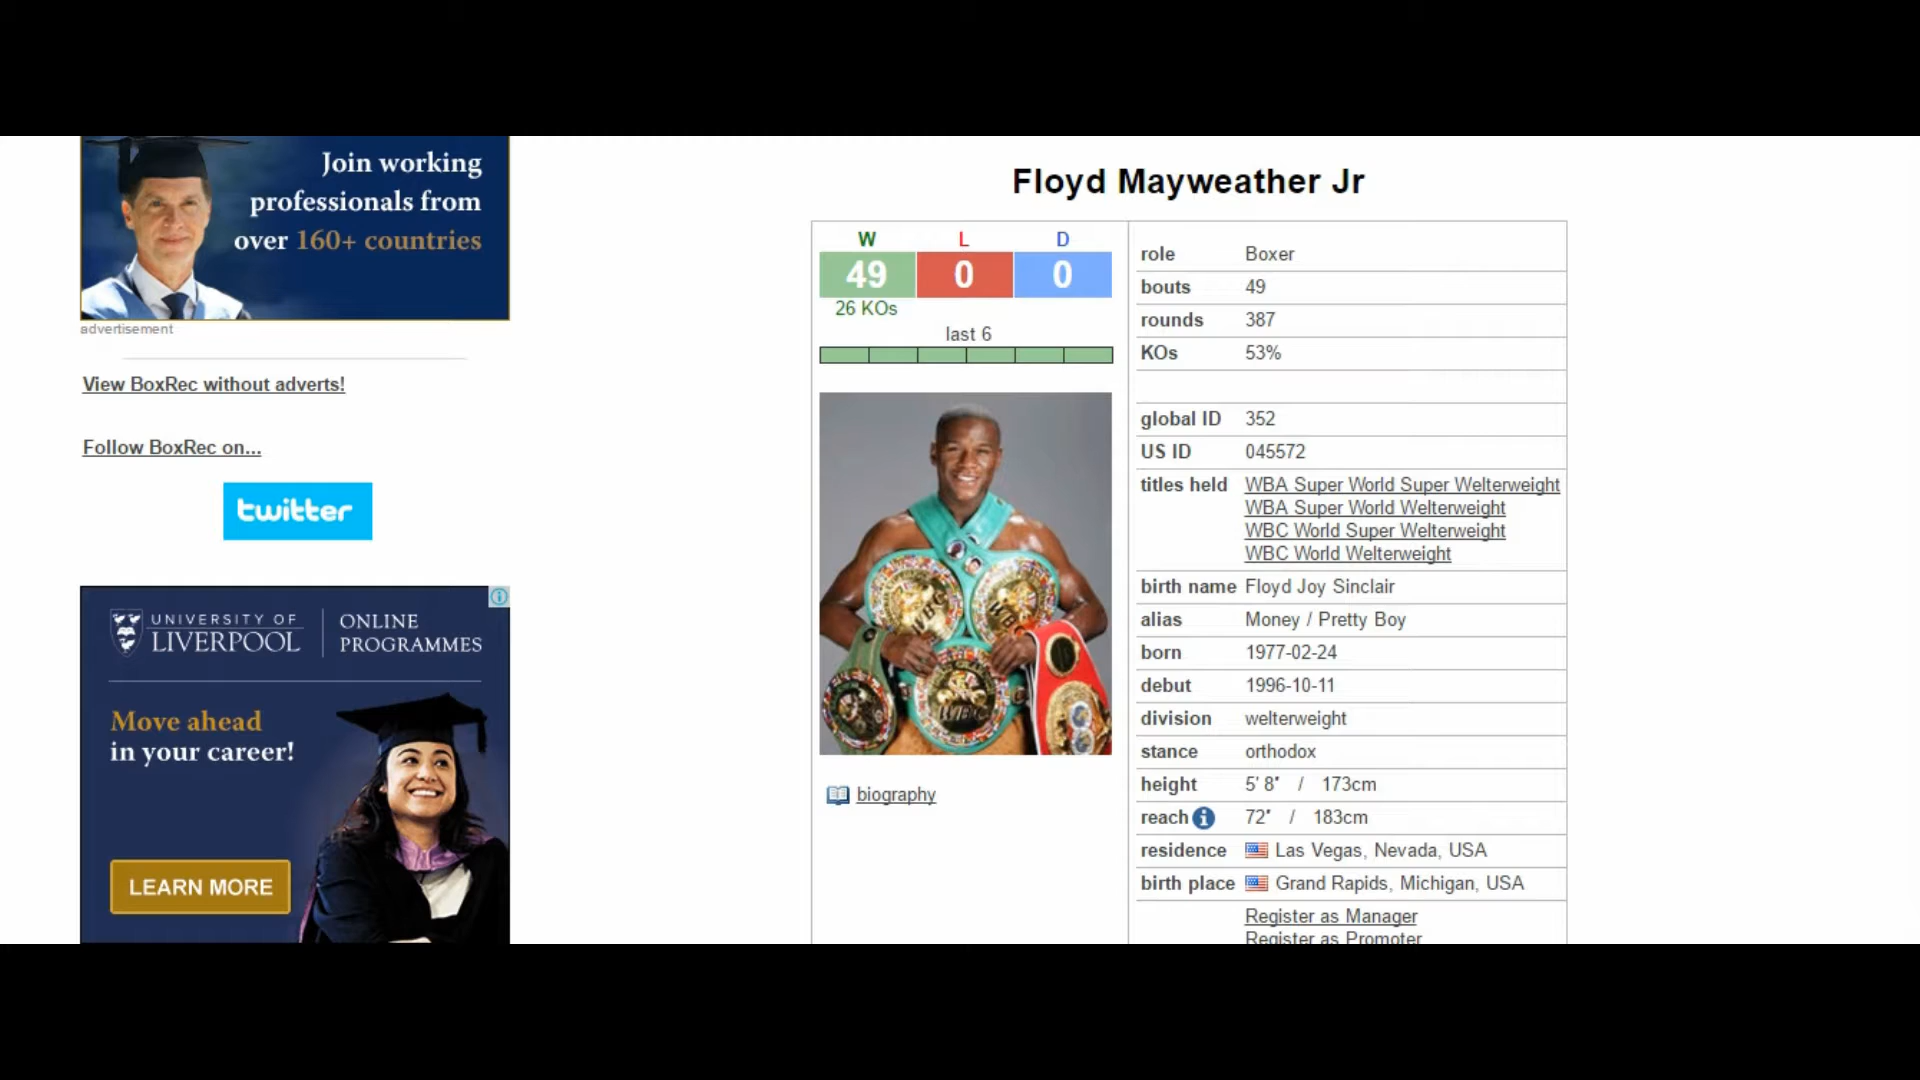 Join working
professionals from
over 160+ countries
advertisement
View BoxRec without adverts!
Follow BoxRec on...
twitter
UNIVERSITY OF
LIVERPOOL
ONLINE
PROGRAMMES
Move ahead
in your career!
LEARN MORE
Floyd Mayweather Jr
W L D
49 0 0
26 KOs
last 6
WBC
WBC
biography
role Boxer
bouts 49
rounds 387
KOs 53%
global ID 352
US ID 045572
titles held WBA Super World Super Welterweight
WBA Super World Welterweight
WBC World Super Welterweight
WBC World Welterweight
birth name Floyd Joy Sinclair
alias Money / Pretty Boy
born 1977-02-24
debut 1996-10-11
division welterweight
stance orthodox
height 5′ 8″ / 173cm
reach 72″ / 183cm
residence Las Vegas, Nevada, USA
birth place Grand Rapids, Michigan, USA
Register as Manager
Register as Promoter